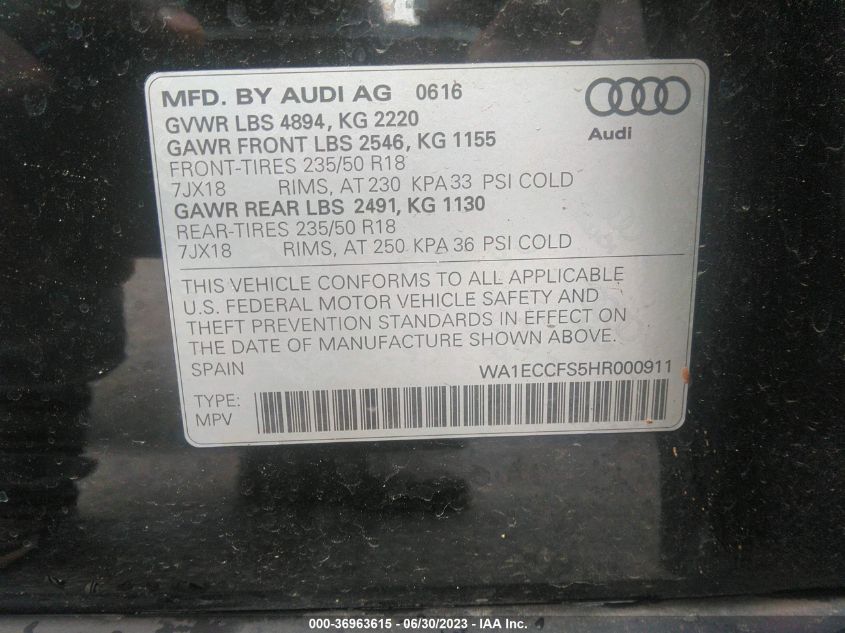 MFD. BY AUDI AG 0616
GVWR LBS 4894, KG 2220
GAWR FRONT LBS 2546, KG 1155
FRONT-TIRES 235/50 R18
7JX18 RIMS, AT 230 KPA 33 PSI COLD
GAWR REAR LBS 2491, KG 1130
REAR-TIRES 235/50 R18
7JX18 RIMS, AT 250 KPA 36 PSI COLD
Audi
THIS VEHICLE CONFORMS TO ALL APPLICABLE
U.S. FEDERAL MOTOR VEHICLE SAFETY AND
THEFT PREVENTION STANDARDS IN EFFECT ON
THE DATE OF MANUFACTURE SHOWN ABOVE.
SPAIN WA1ECCFS5HR000911
TYPE:
MPV
000-36963615 - 06/30/2023 - IAA Inc.